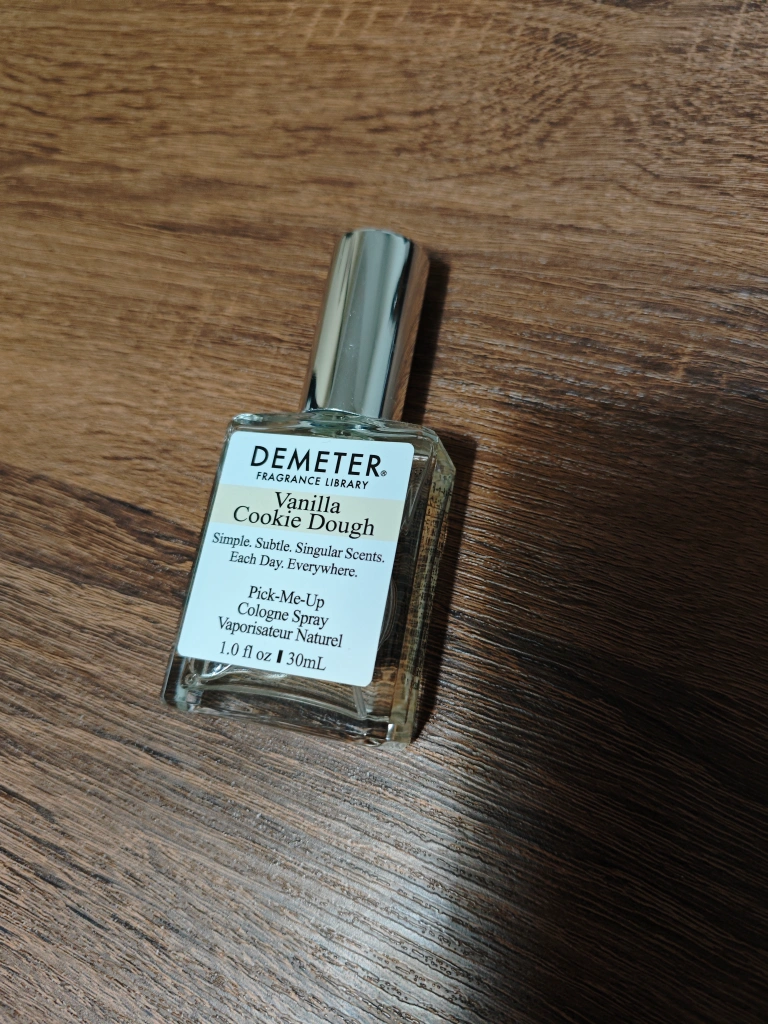 DEMETER®
FRAGRANCE LIBRARY
Vanilla
Cookie Dough
Simple. Subtle. Singular Scents.
Each Day. Everywhere.
Pick-Me-Up
Cologne Spray
Vaporisateur Naturel
1.0 fl oz ▌ 30mL